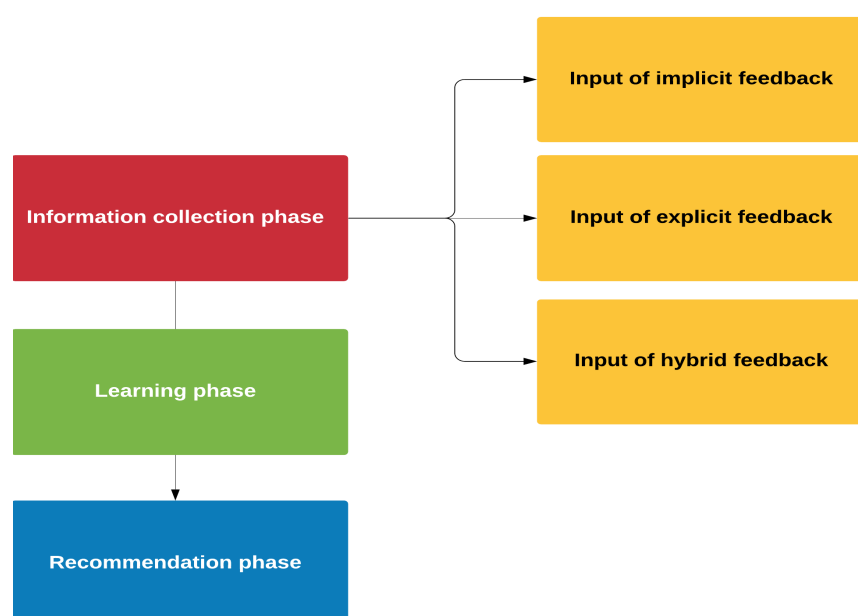 Input of implicit feedback
Information collection phase
Input of explicit feedback
Input of hybrid feedback
Learning phase
Recommendation phase